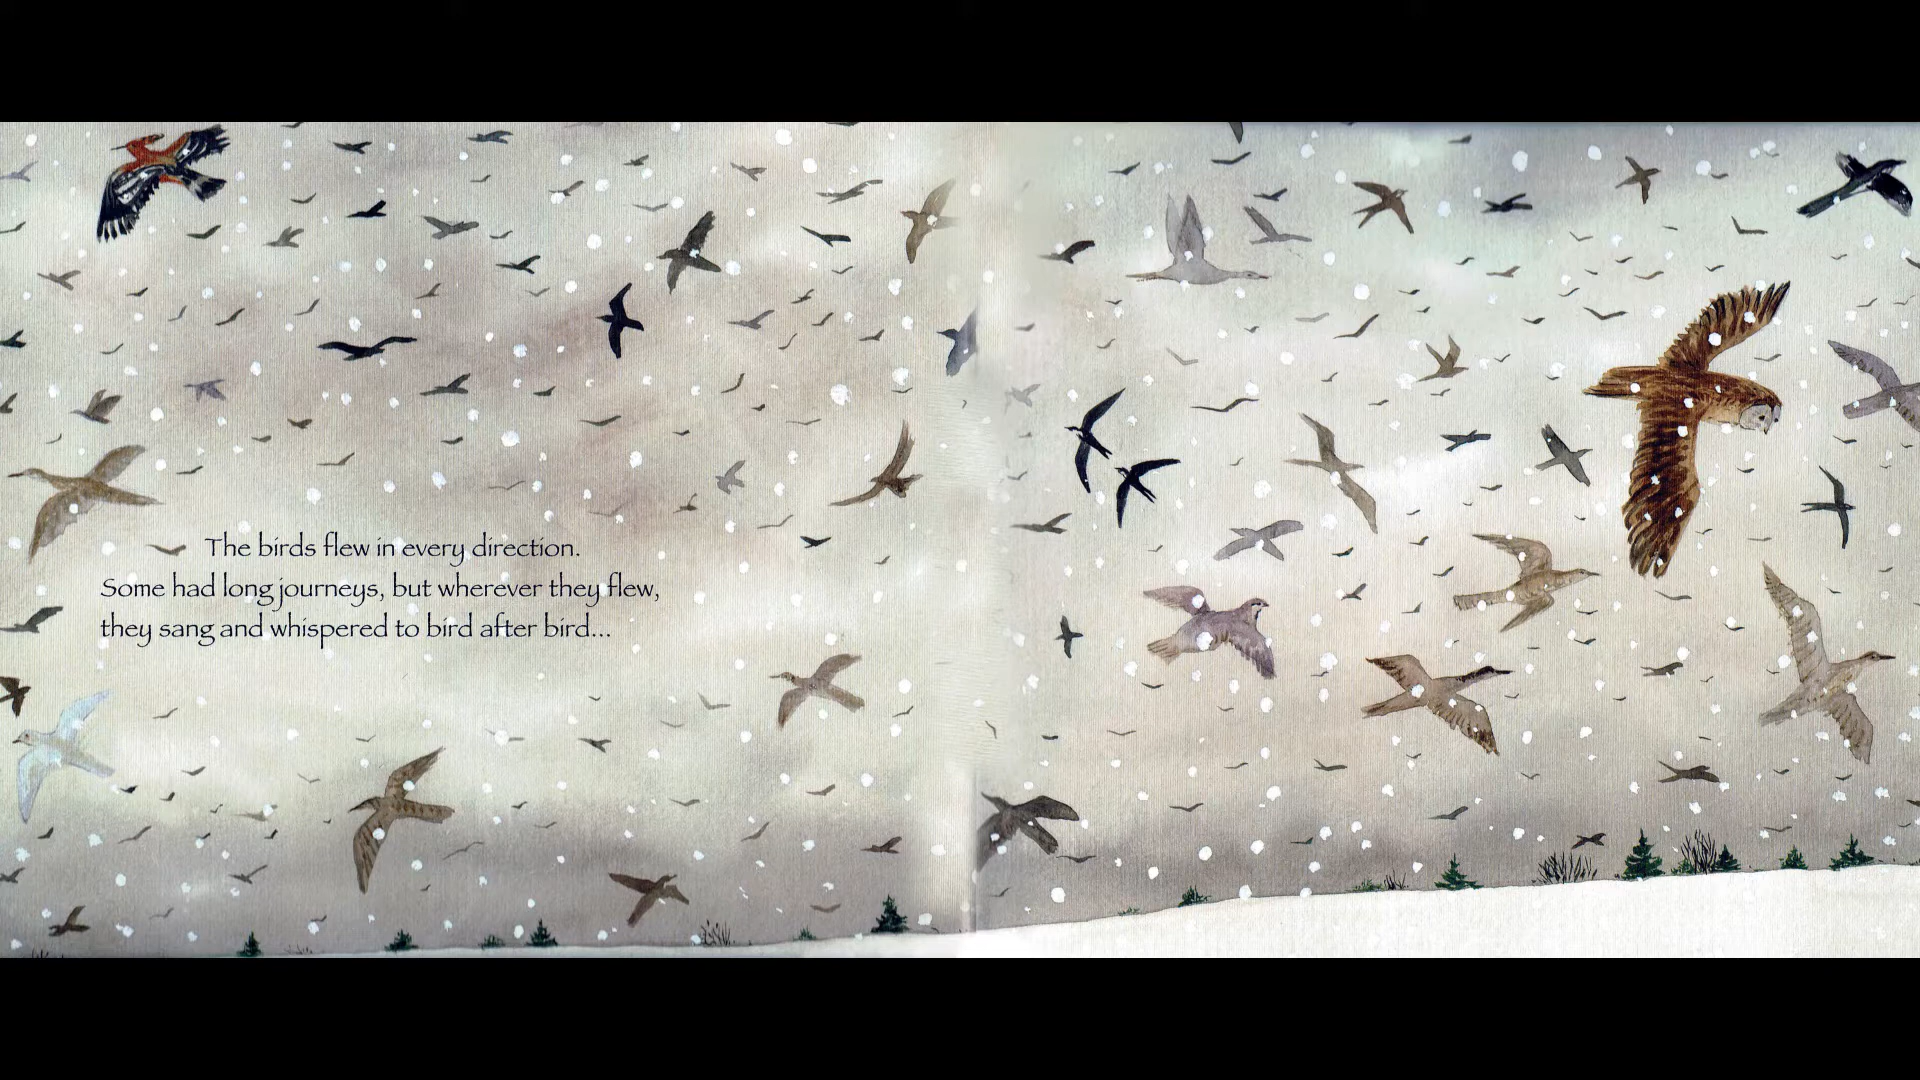 The birds flew in every direction.
Some had long journeys, but wherever they flew,
they sang and whispered to bird after bird...